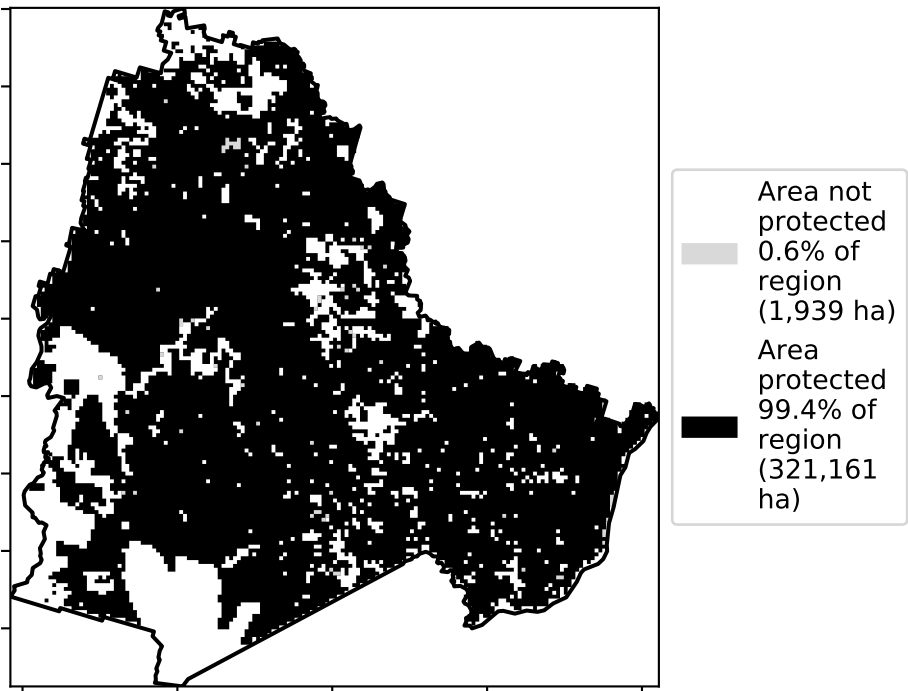 Area not
protected
0.6% of
region
(1,939 ha)
Area
protected
99.4% of
region
(321,161
ha)